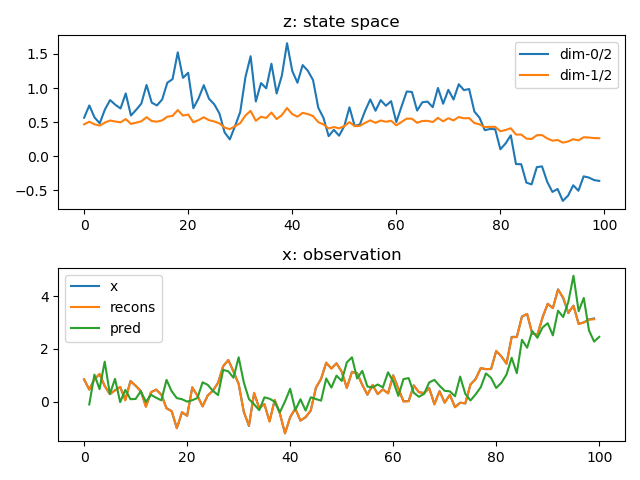 z: state space
1.5
1.0
0.5
0.0
−0.5
dim-0/2
dim-1/2
0 20 40 60 80 100
x: observation
4
2
0
x
recons
pred
0 20 40 60 80 100